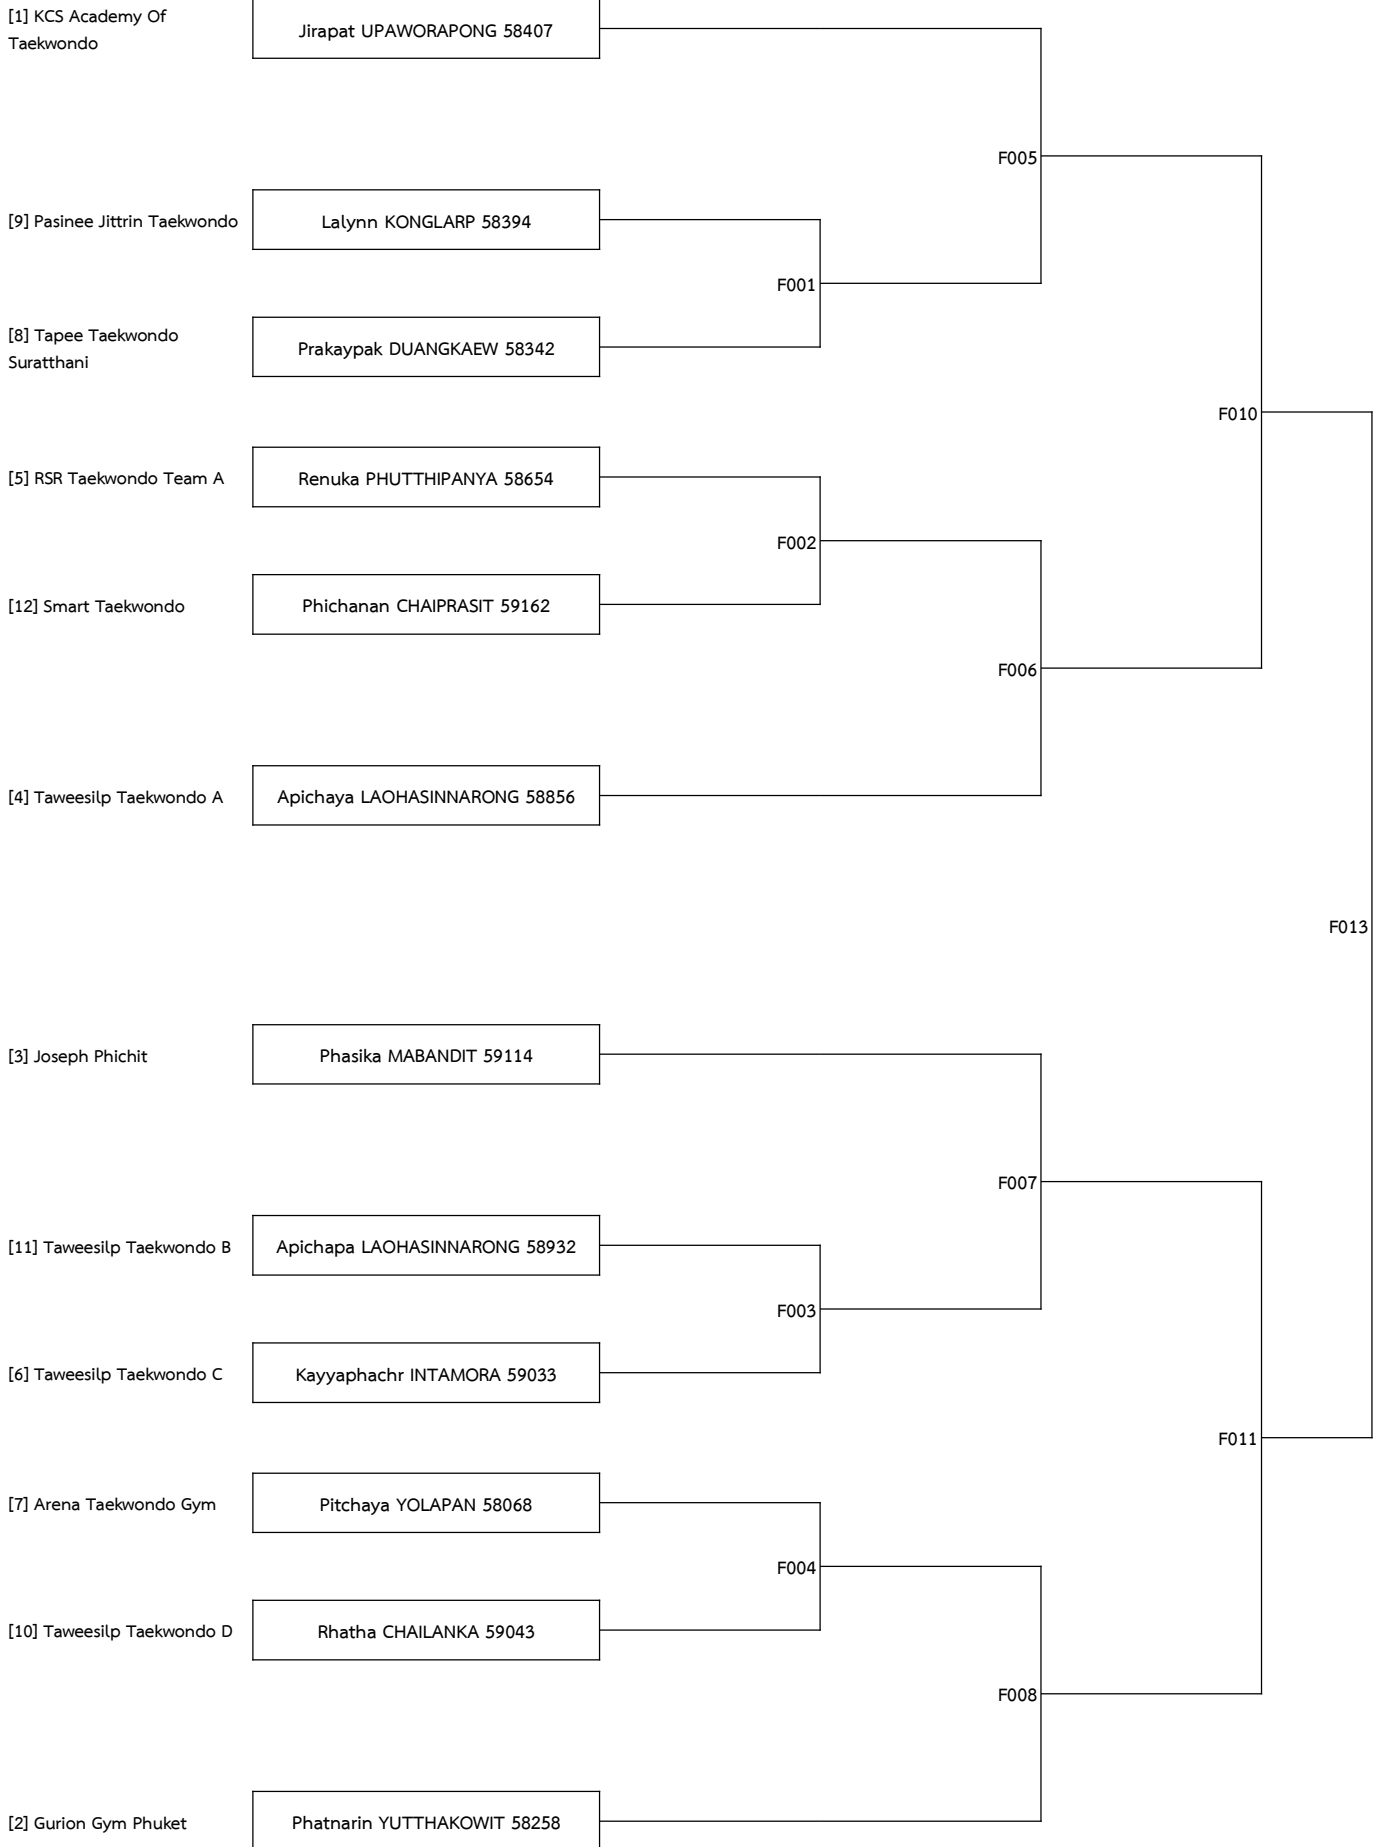 [1] KCS Academy Of
Taekwondo
Jirapat UPAWORAPONG 58407
F005
[9] Pasinee Jittrin Taekwondo
Lalynn KONGLARP 58394
F001
[8] Tapee Taekwondo
Suratthani
Prakaypak DUANGKAEW 58342
F010
[5] RSR Taekwondo Team A
Renuka PHUTTHIPANYA 58654
F002
[12] Smart Taekwondo
Phichanan CHAIPRASIT 59162
F006
[4] Taweesilp Taekwondo A
Apichaya LAOHASINNARONG 58856
F013
[3] Joseph Phichit
Phasika MABANDIT 59114
F007
[11] Taweesilp Taekwondo B
Apichapa LAOHASINNARONG 58932
F003
[6] Taweesilp Taekwondo C
Kayyaphachr INTAMORA 59033
F011
[7] Arena Taekwondo Gym
Pitchaya YOLAPAN 58068
F004
[10] Taweesilp Taekwondo D
Rhatha CHAILANKA 59043
F008
[2] Gurion Gym Phuket
Phatnarin YUTTHAKOWIT 58258